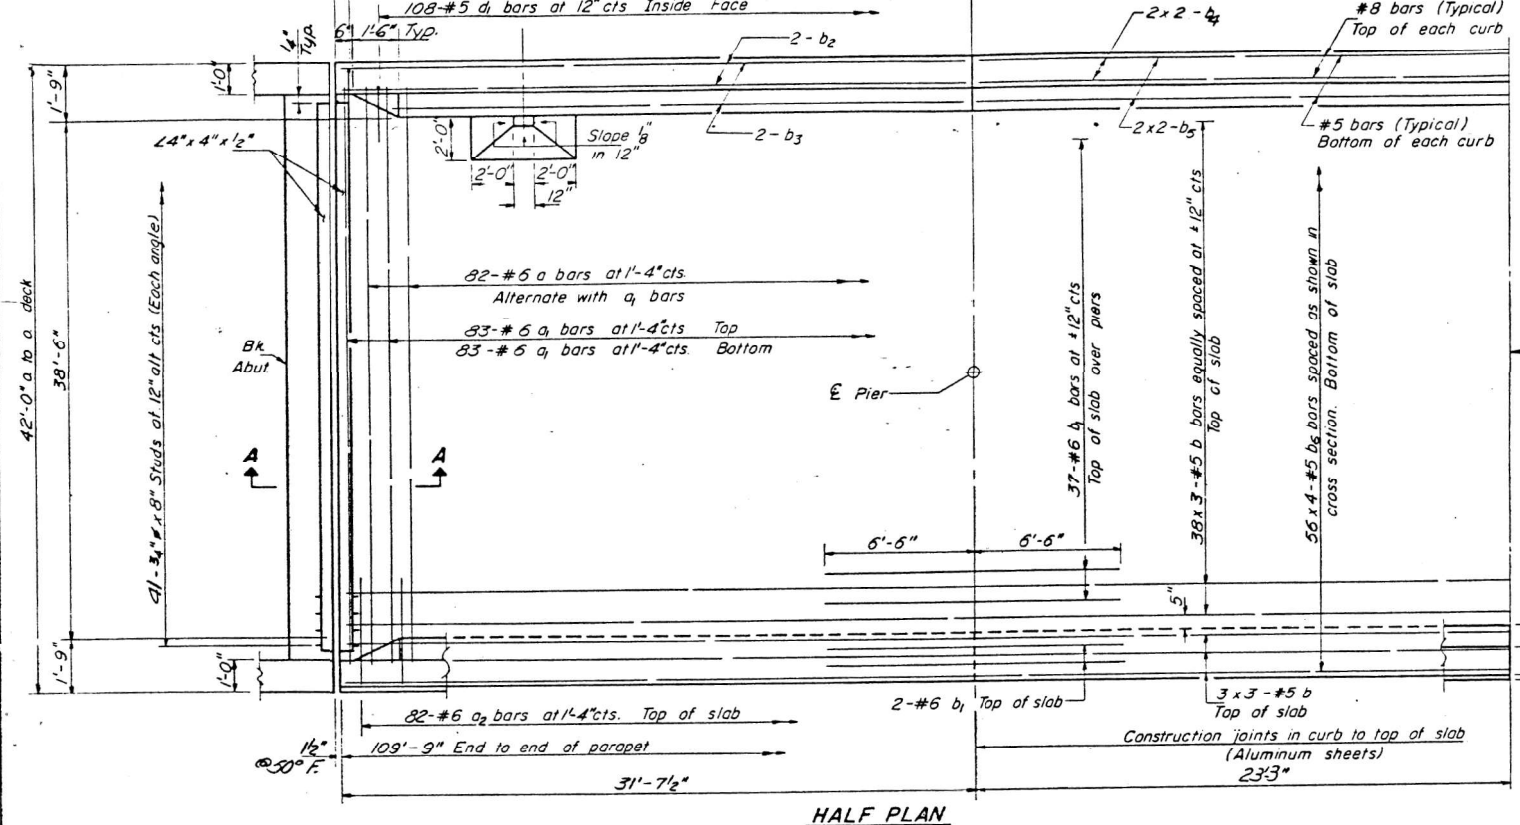 108-#5 d₁ bars at 12" cts Inside Face
6"
1'-6" Typ.
¼" Typ.
2-b₂
2-b₃
2x2-b₄
2x2-b₅
#8 bars (Typical)
Top of each curb
#5 bars (Typical)
Bottom of each curb
1'-9"
1'-0"
∠4"x4"x½"
2'-0"
Slope ⅛
in 12"
2'-0"
2'-0"
12"
42'-0" o to o deck
38'-6"
41-¾"φ x 8" Studs at 12" alt cts (Each angle)
Bk.
Abut
82-#6 a bars at 1'-4" cts.
Alternate with a₁ bars
83-#6 a₁ bars at 1'-4" cts Top
83-#6 a₁ bars at 1'-4" cts. Bottom
℄ Pier
37-#6 b₁ bars at ±12" cts
Top of slab over piers
38x3-#5 b bars equally spaced at ±12" cts
Top of slab
56x4-#5 b₆ bars spaced as shown in
cross section. Bottom of slab
A
A
6'-6"
6'-6"
5"
1'-9"
1'-0"
82-#6 a₂ bars at 1'-4" cts. Top of slab
2-#6 b₁ Top of slab
3x3-#5 b
Top of slab
1½"
@50° F.
109'-9" End to end of parapet
Construction joints in curb to top of slab
(Aluminum sheets)
31'-7½"
23'3"
HALF PLAN